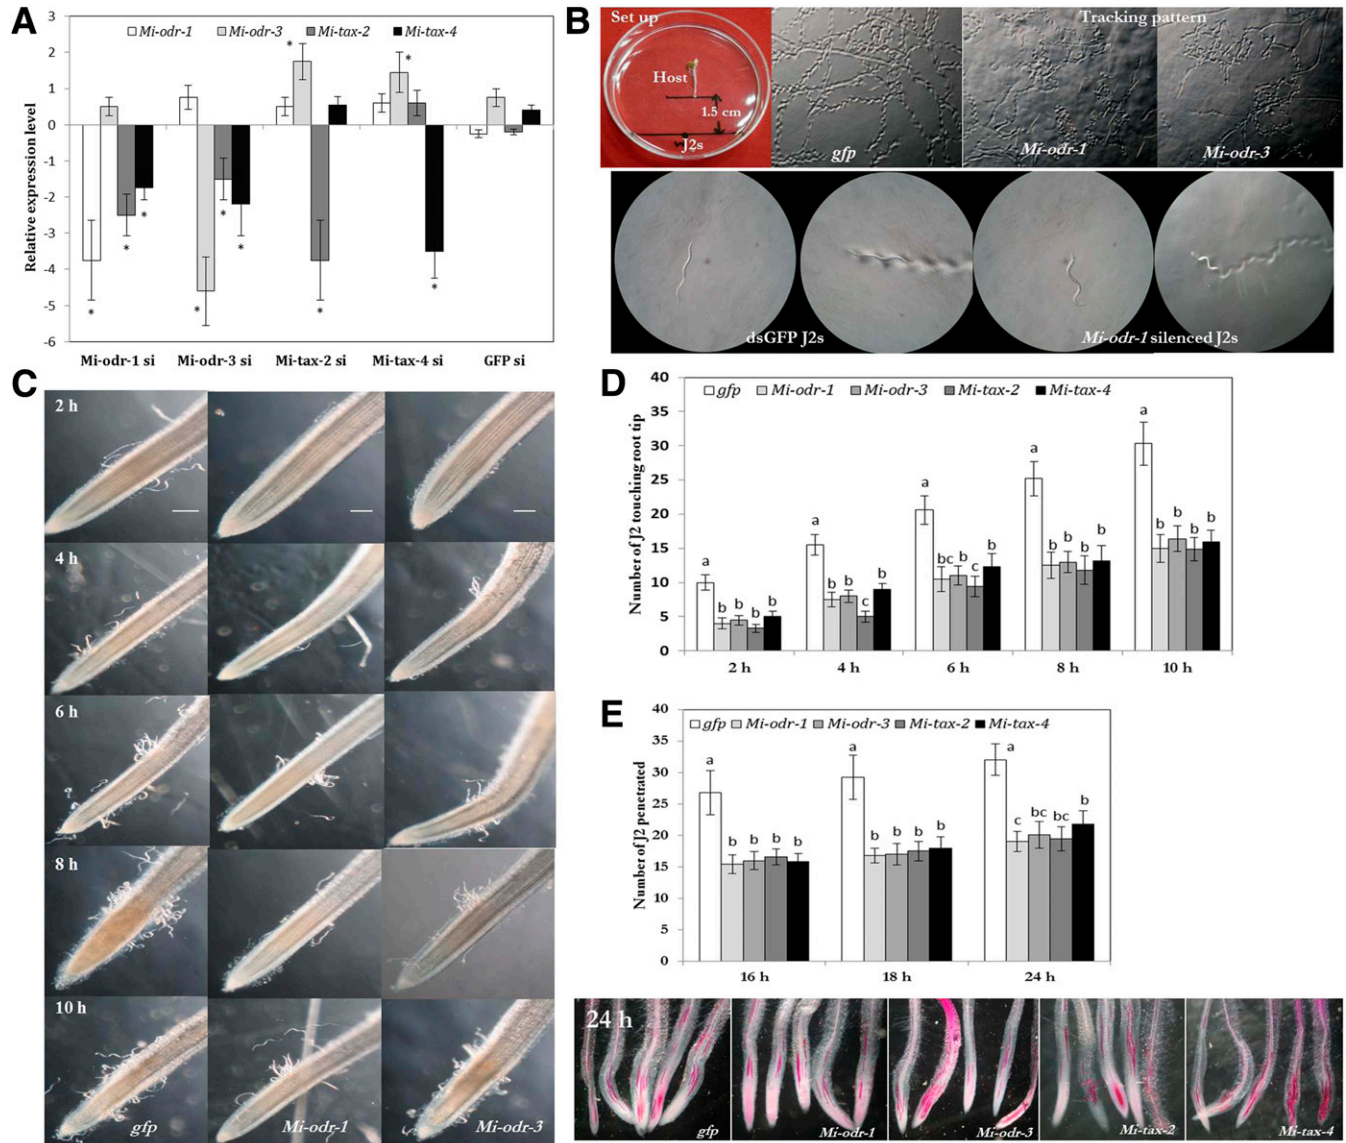 A
3
2
1
0
-1
-2
-3
-4
-5
-6
Relative expression level
Mi-odr-1 Mi-odr-3 Mi-tax-2 Mi-tax-4
* * * * * * * * * *
Mi-odr-1 si Mi-odr-3 si Mi-tax-2 si Mi-tax-4 si GFP si
B
Set up
Host
1.5 cm
J2s
Tracking pattern
gfp Mi-odr-1 Mi-odr-3
dsGFP J2s Mi-odr-1 silenced J2s
C
2 h
4 h
6 h
8 h
10 h
gfp Mi-odr-1 Mi-odr-3
D
40
35
30
25
20
15
10
5
0
Number of J2 touching root tip
gfp Mi-odr-1 Mi-odr-3 Mi-tax-2 Mi-tax-4
a b b b b
a b b c b
a bc b c b
a b b b b
a b b b b
2 h 4 h 6 h 8 h 10 h
E
40
35
30
25
20
15
10
5
0
Number of J2 penetrated
gfp Mi-odr-1 Mi-odr-3 Mi-tax-2 Mi-tax-4
a b b b b
a b b b b
a c bc bc b
16 h 18 h 24 h
24 h
gfp Mi-odr-1 Mi-odr-3 Mi-tax-2 Mi-tax-4